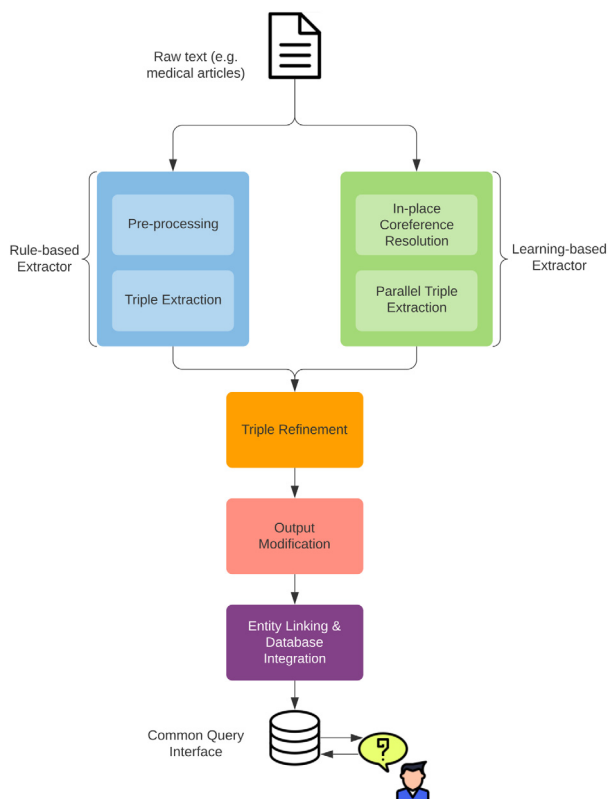 Raw text (e.g.
medical articles)
Rule-based
Extractor
Pre-processing
Triple Extraction
In-place
Coreference
Resolution
Parallel Triple
Extraction
Learning-based
Extractor
Triple Refinement
Output
Modification
Entity Linking &
Database
Integration
Common Query
Interface
?